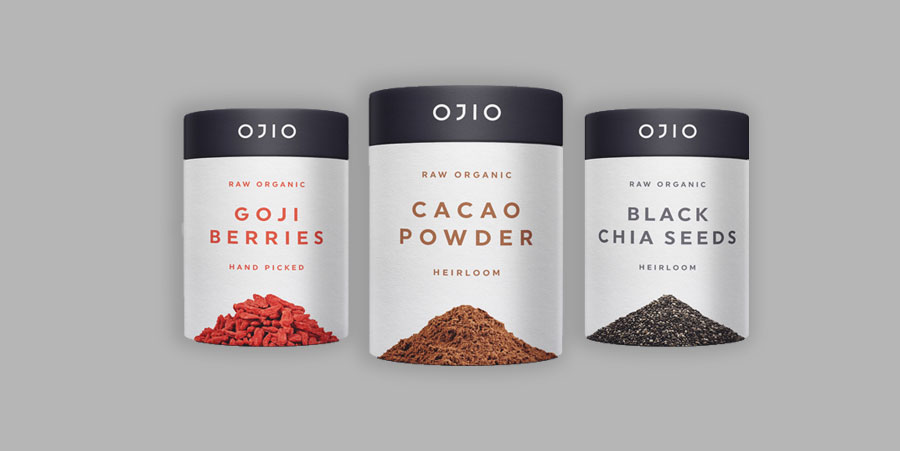 OJIO
RAW ORGANIC
GOJI
BERRIES
HAND PICKED
OJIO
RAW ORGANIC
CACAO
POWDER
HEIRLOOM
OJIO
RAW ORGANIC
BLACK
CHIA SEEDS
HEIRLOOM